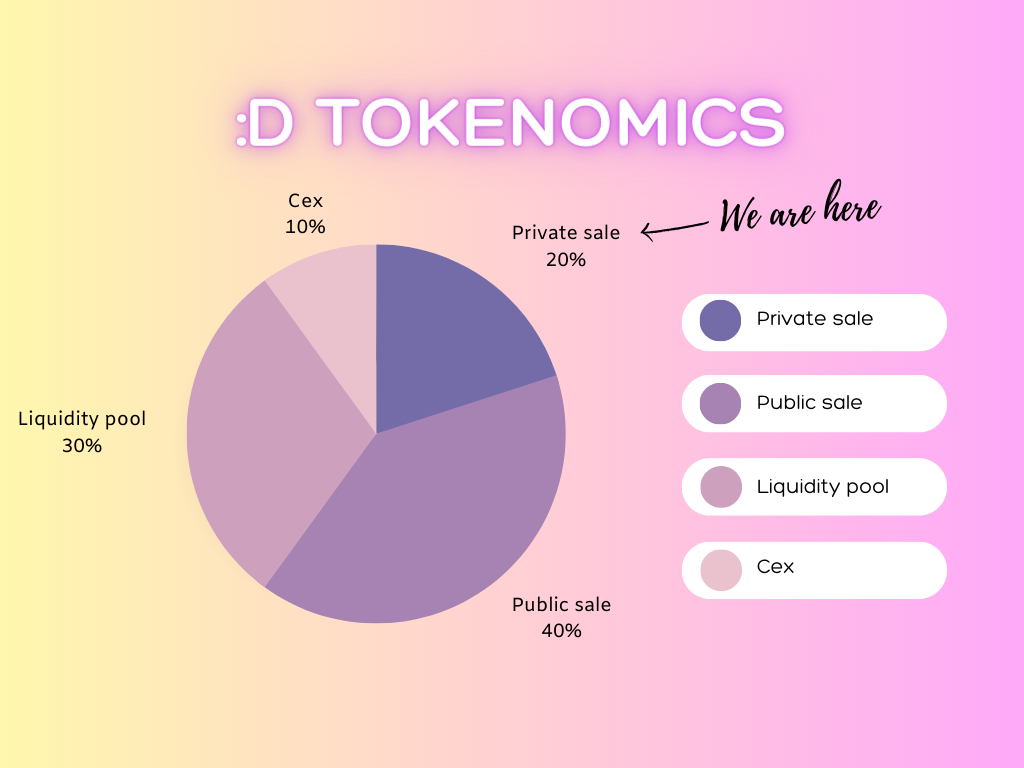 :D TOKENOMICS
Cex
10%
Private sale
20%
We are here
Liquidity pool
30%
Public sale
40%
Private sale
Public sale
Liquidity pool
Cex